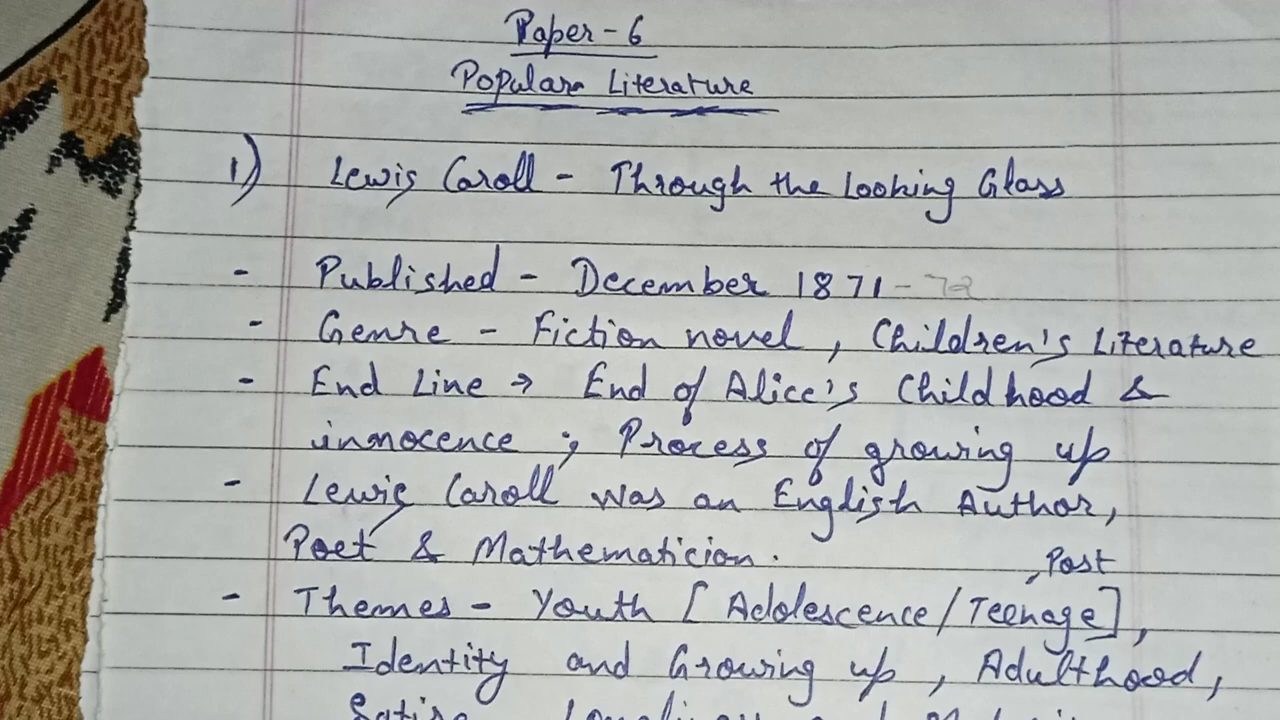 Paper-6
Popular Literature
1) Lewis Caroll - Through the Looking Glass
- Published - December 1871-72
- Genre - Fiction novel, Children's Literature
- End Line → End of Alice's Childhood &
innocence ; Process of growing up
- Lewis Caroll was an English Author,
Poet & Mathematicion.
, Post
- Themes - Youth [Adolescence/Teenage],
Identity and Growing up, Adulthood,